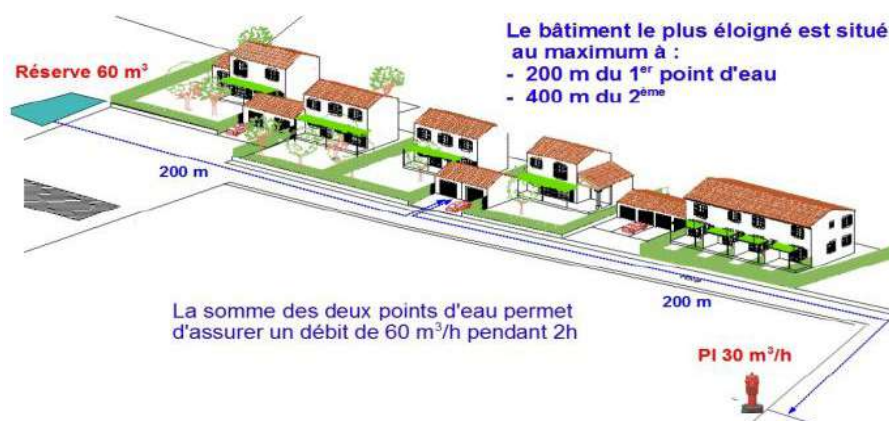 Le bâtiment le plus éloigné est situé
au maximum à :
- 200 m du 1er point d'eau
- 400 m du 2ème
Réserve 60 m³
200 m
200 m
La somme des deux points d'eau permet
d'assurer un débit de 60 m³/h pendant 2h
PI 30 m³/h